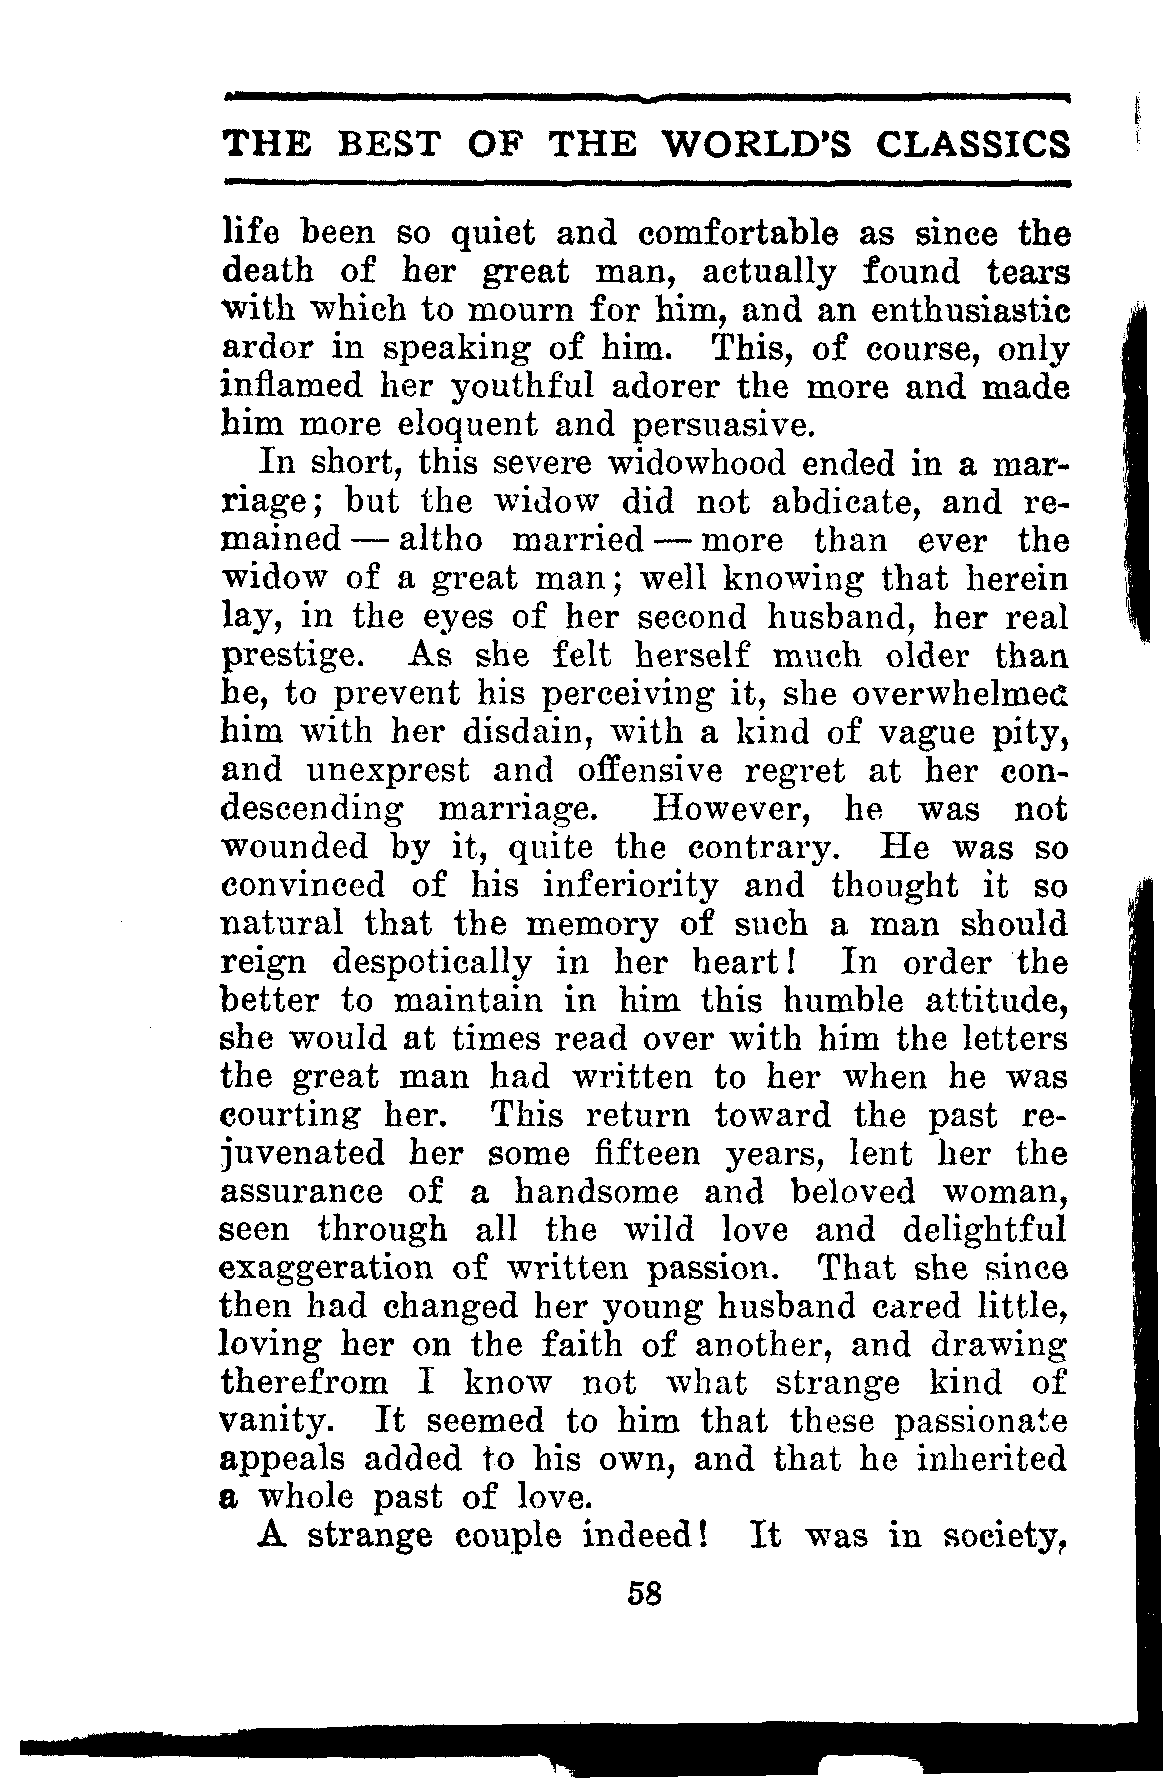 THE BEST OF THE WORLD'S CLASSICS
life been so quiet and comfortable as since the
death of her great man, actually found tears
with which to mourn for him, and an enthusiastic
ardor in speaking of him. This, of course, only
inflamed her youthful adorer the more and made
him more eloquent and persuasive.
In short, this severe widowhood ended in a mar-
riage; but the widow did not abdicate, and re-
mained — altho married — more than ever the
widow of a great man; well knowing that herein
lay, in the eyes of her second husband, her real
prestige. As she felt herself much older than
he, to prevent his perceiving it, she overwhelmed
him with her disdain, with a kind of vague pity,
and unexprest and offensive regret at her con-
descending marriage. However, he was not
wounded by it, quite the contrary. He was so
convinced of his inferiority and thought it so
natural that the memory of such a man should
reign despotically in her heart! In order the
better to maintain in him this humble attitude,
she would at times read over with him the letters
the great man had written to her when he was
courting her. This return toward the past re-
juvenated her some fifteen years, lent her the
assurance of a handsome and beloved woman,
seen through all the wild love and delightful
exaggeration of written passion. That she since
then had changed her young husband cared little,
loving her on the faith of another, and drawing
therefrom I know not what strange kind of
vanity. It seemed to him that these passionate
appeals added to his own, and that he inherited
a whole past of love.
A strange couple indeed! It was in society,
58